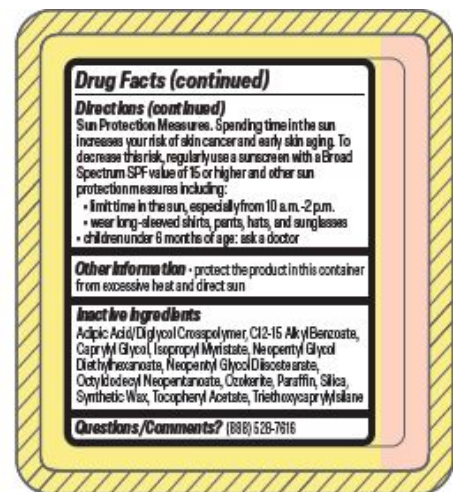 Drug Facts (continued)
Directions (continued)
Sun Protection Measures. Spending time in the sun
increases your risk of skin cancer and early skin aging. To
decrease this risk, regularly use a sunscreen with a Broad
Spectrum SPF value of 15 or higher and other sun
protection measures including:
• limit time in the sun, especially from 10 a.m.-2 p.m.
• wear long-sleeved shirts, pants, hats, and sunglasses
• children under 6 months of age: ask a doctor
Other Information • protect the product in this container
from excessive heat and direct sun
Inactive Ingredients
Adipic Acid/Diglycol Crosspolymer, C12-15 Alkyl Benzoate,
Caprylyl Glycol, Isopropyl Myristate, Neopentyl Glycol
Diethylhexanoate, Neopentyl Glycol Diisostearate,
Octyldodecyl Neopentanoate, Ozokerite, Paraffin, Silica,
Synthetic Wax, Tocopheryl Acetate, Triethoxycaprylylsilane
Questions/Comments? (888) 528-7616